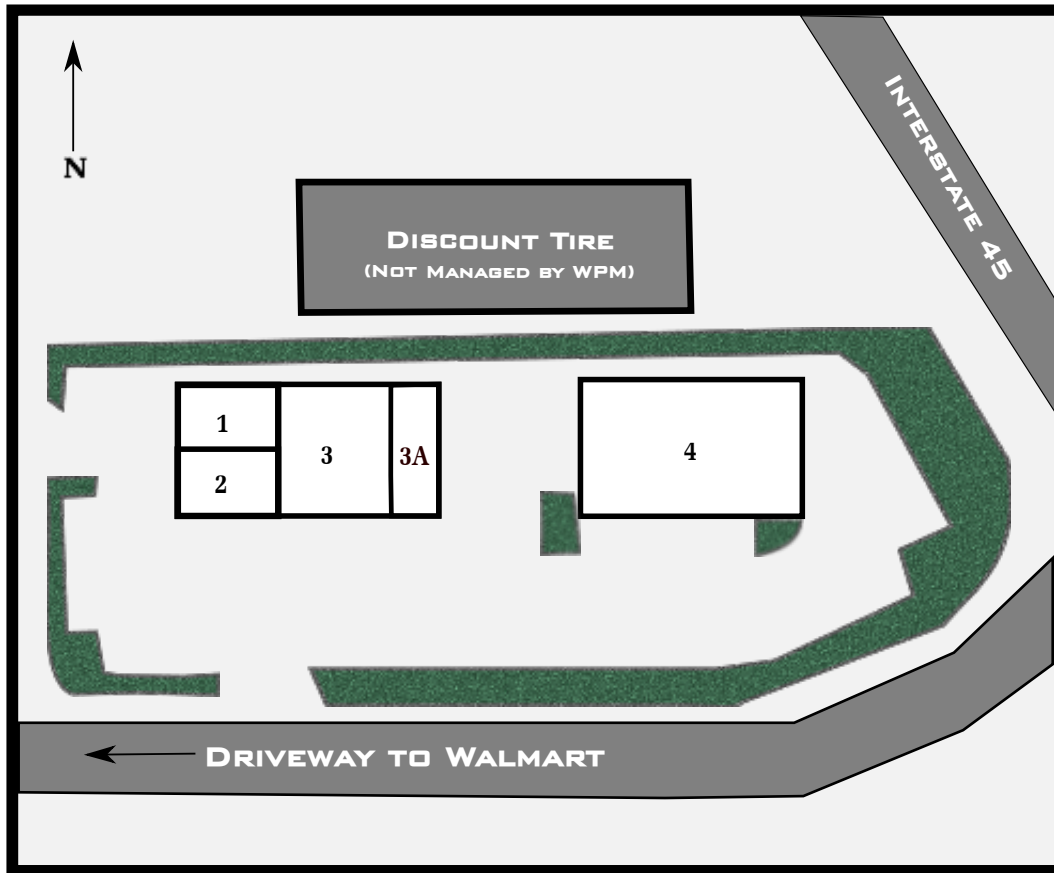 N
Interstate 45
Discount Tire
(Not Managed by WPM)
1
2
3
3A
4
Driveway to Walmart